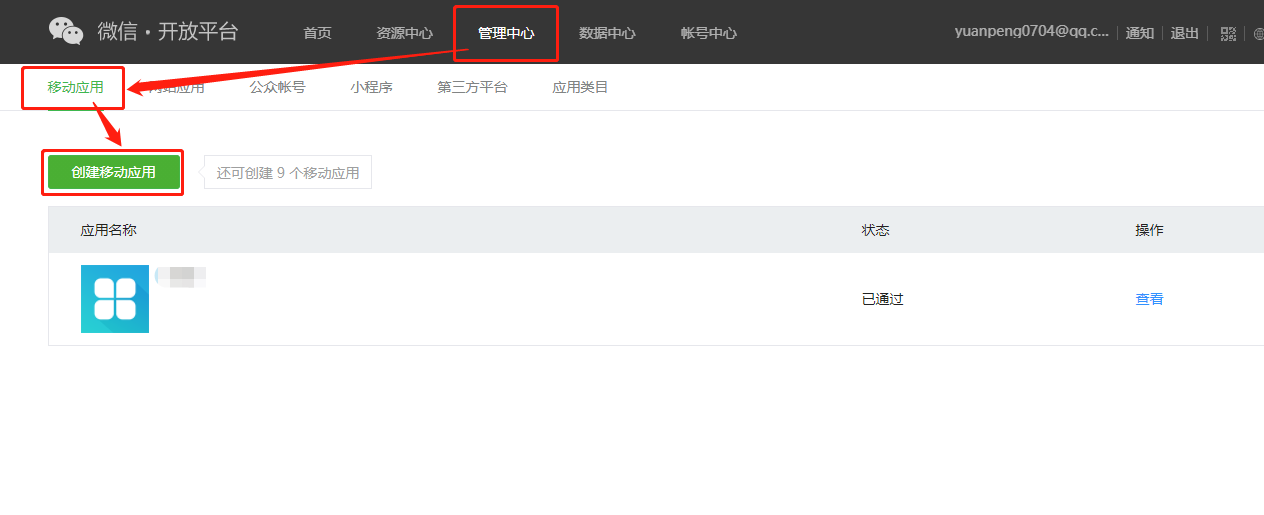 微信·开放平台 首页 资源中心 管理中心 数据中心 帐号中心 yuanpeng0704@qq.c... 通知 退出
移动应用 网站应用 公众帐号 小程序 第三方平台 应用类目
创建移动应用 还可创建 9 个移动应用
应用名称 状态 操作
已通过 查看